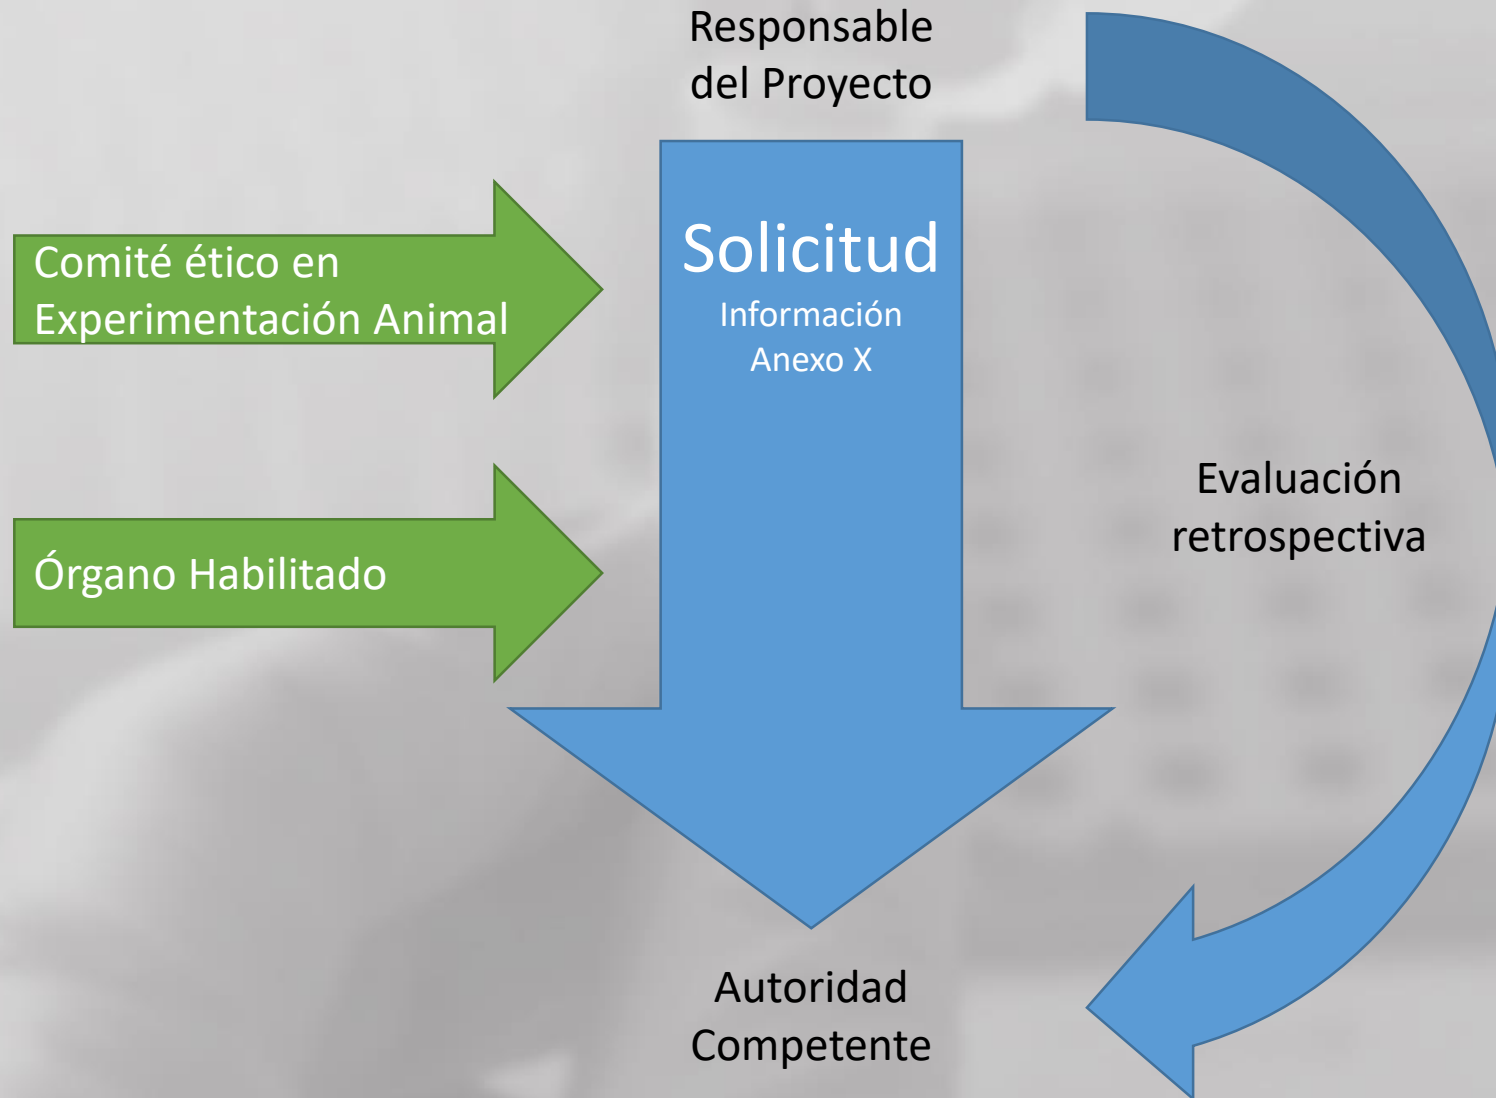 Responsable
del Proyecto
Solicitud
Información
Anexo X
Comité ético en
Experimentación Animal
Órgano Habilitado
Evaluación
retrospectiva
Autoridad
Competente